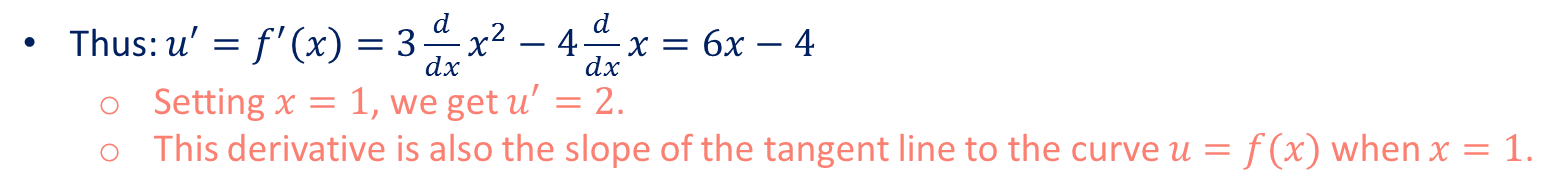 • Thus: u′ = f′(x) = 3 d/dx x² − 4 d/dx x = 6x − 4
○ Setting x = 1, we get u′ = 2.
○ This derivative is also the slope of the tangent line to the curve u = f(x) when x = 1.